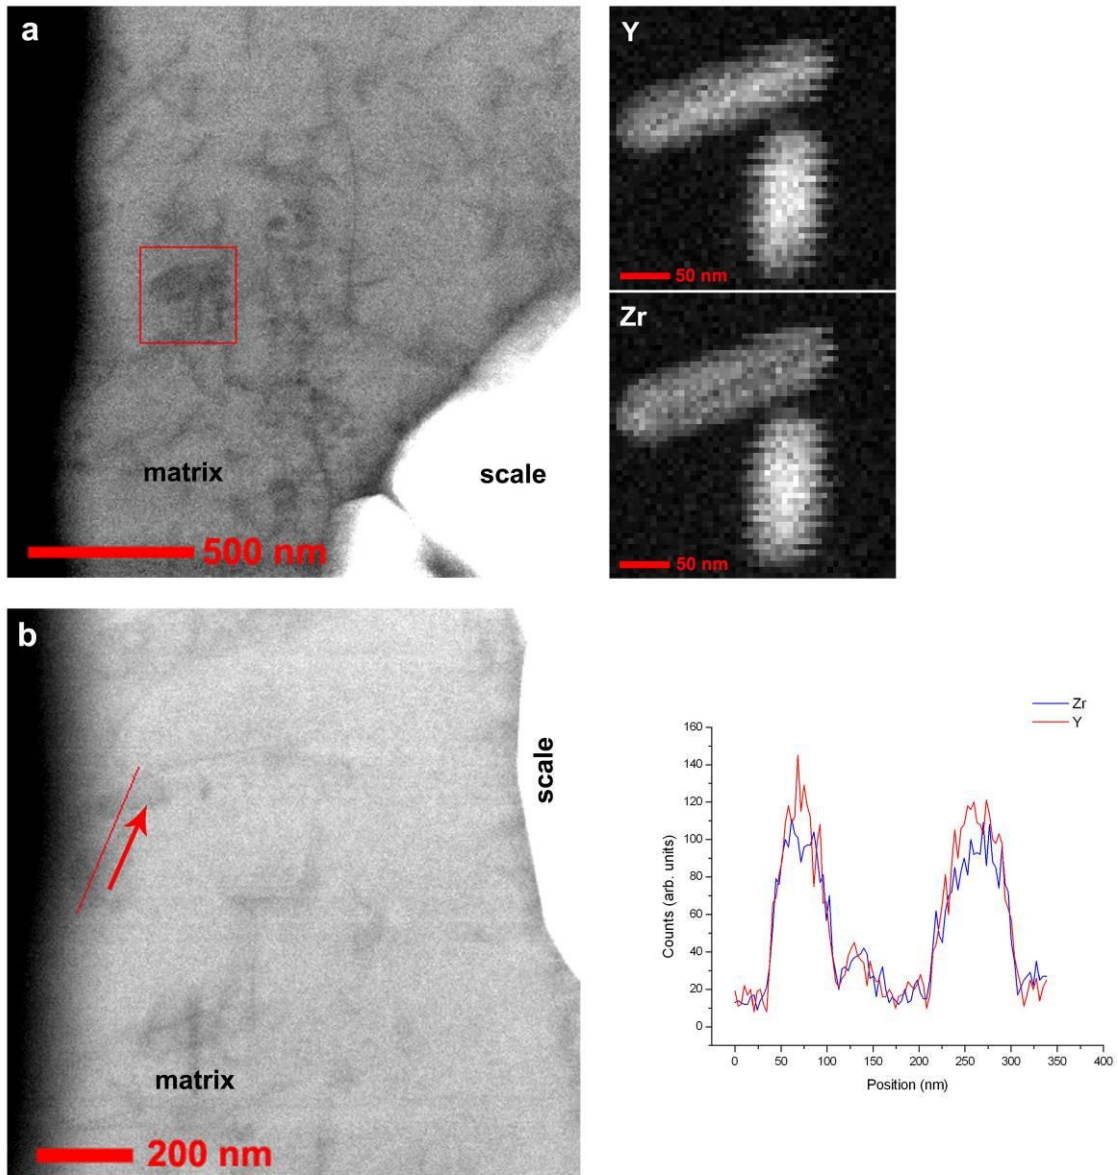 a
matrix
scale
500 nm
Y
50 nm
Zr
50 nm
b
scale
matrix
200 nm
Zr
Y
160
140
120
100
80
60
40
20
0
Counts (arb. units)
0 50 100 150 200 250 300 350 400
Position (nm)